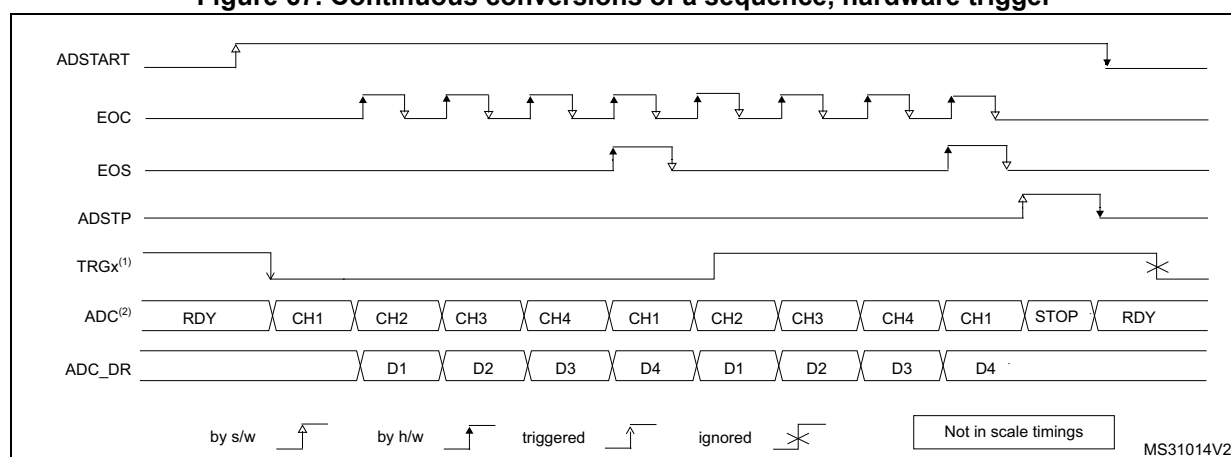 Figure 67. Continuous conversions of a sequence, hardware trigger
ADSTART
EOC
EOS
ADSTP
TRGx(1)
ADC(2) RDY CH1 CH2 CH3 CH4 CH1 CH2 CH3 CH4 CH1 STOP RDY
ADC_DR D1 D2 D3 D4 D1 D2 D3 D4
by s/w by h/w triggered ignored Not in scale timings
MS31014V2